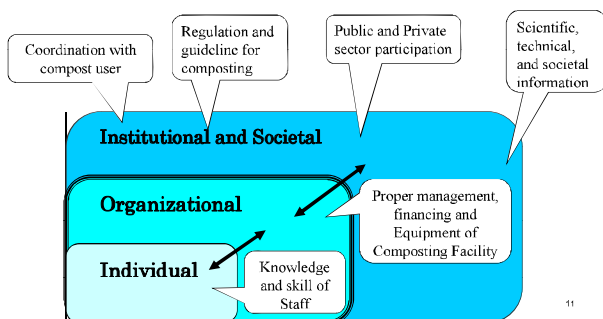 Coordination with
compost user
Regulation and
guideline for
composting
Public and Private
sector participation
Scientific,
technical,
and societal
information
Institutional and Societal
Organizational
Proper management,
financing and
Equipment of
Composting Facility
Individual
Knowledge
and skill of
Staff
11